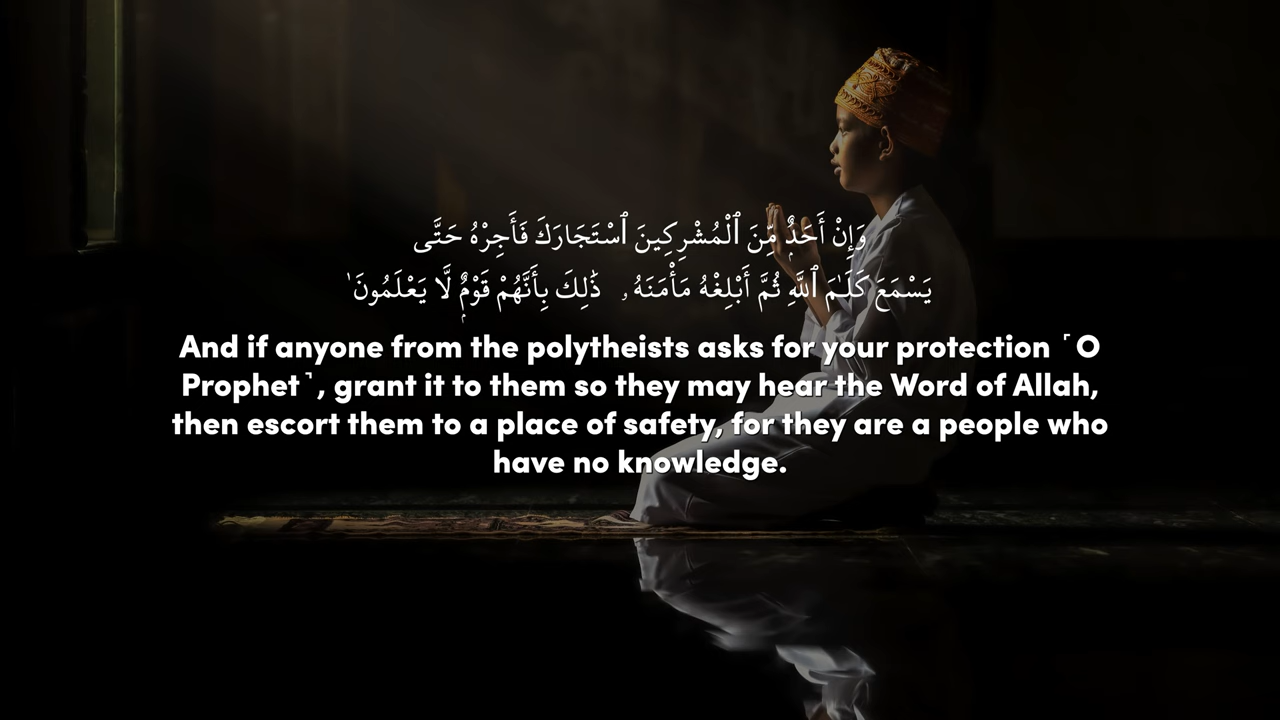 وَإِنْ أَحَدٌۭ مِّنَ ٱلْمُشْرِكِينَ ٱسْتَجَارَكَ فَأَجِرْهُ حَتَّى
يَسْمَعَ كَلَـٰمَ ٱللَّهِ ثُمَّ أَبْلِغْهُ مَأْمَنَهُۥ ذَٰلِكَ بِأَنَّهُمْ قَوْمٌۭ لَّا يَعْلَمُونَ
And if anyone from the polytheists asks for your protection ˹O
Prophet˺, grant it to them so they may hear the Word of Allah,
then escort them to a place of safety, for they are a people who
have no knowledge.